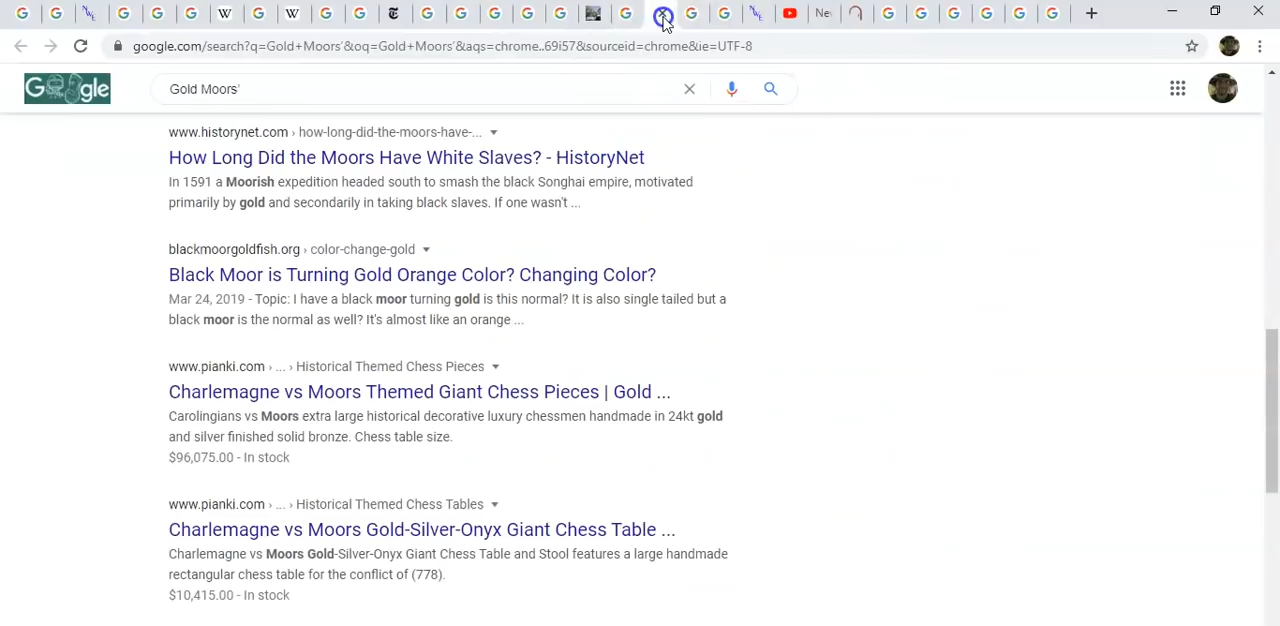 Ne
google.com/search?q=Gold+Moors'&oq=Gold+Moors'&aqs=chrome..69i57&sourceid=chrome&ie=UTF-8
Google
Gold Moors'
www.historynet.com › how-long-did-the-moors-have-...
How Long Did the Moors Have White Slaves? - HistoryNet
In 1591 a Moorish expedition headed south to smash the black Songhai empire, motivated
primarily by gold and secondarily in taking black slaves. If one wasn't ...
blackmoorgoldfish.org › color-change-gold
Black Moor is Turning Gold Orange Color? Changing Color?
Mar 24, 2019 - Topic: I have a black moor turning gold is this normal? It is also single tailed but a
black moor is the normal as well? It's almost like an orange ...
www.pianki.com › ... › Historical Themed Chess Pieces
Charlemagne vs Moors Themed Giant Chess Pieces | Gold ...
Carolingians vs Moors extra large historical decorative luxury chessmen handmade in 24kt gold
and silver finished solid bronze. Chess table size.
$96,075.00 - In stock
www.pianki.com › ... › Historical Themed Chess Tables
Charlemagne vs Moors Gold-Silver-Onyx Giant Chess Table ...
Charlemagne vs Moors Gold-Silver-Onyx Giant Chess Table and Stool features a large handmade
rectangular chess table for the conflict of (778).
$10,415.00 - In stock